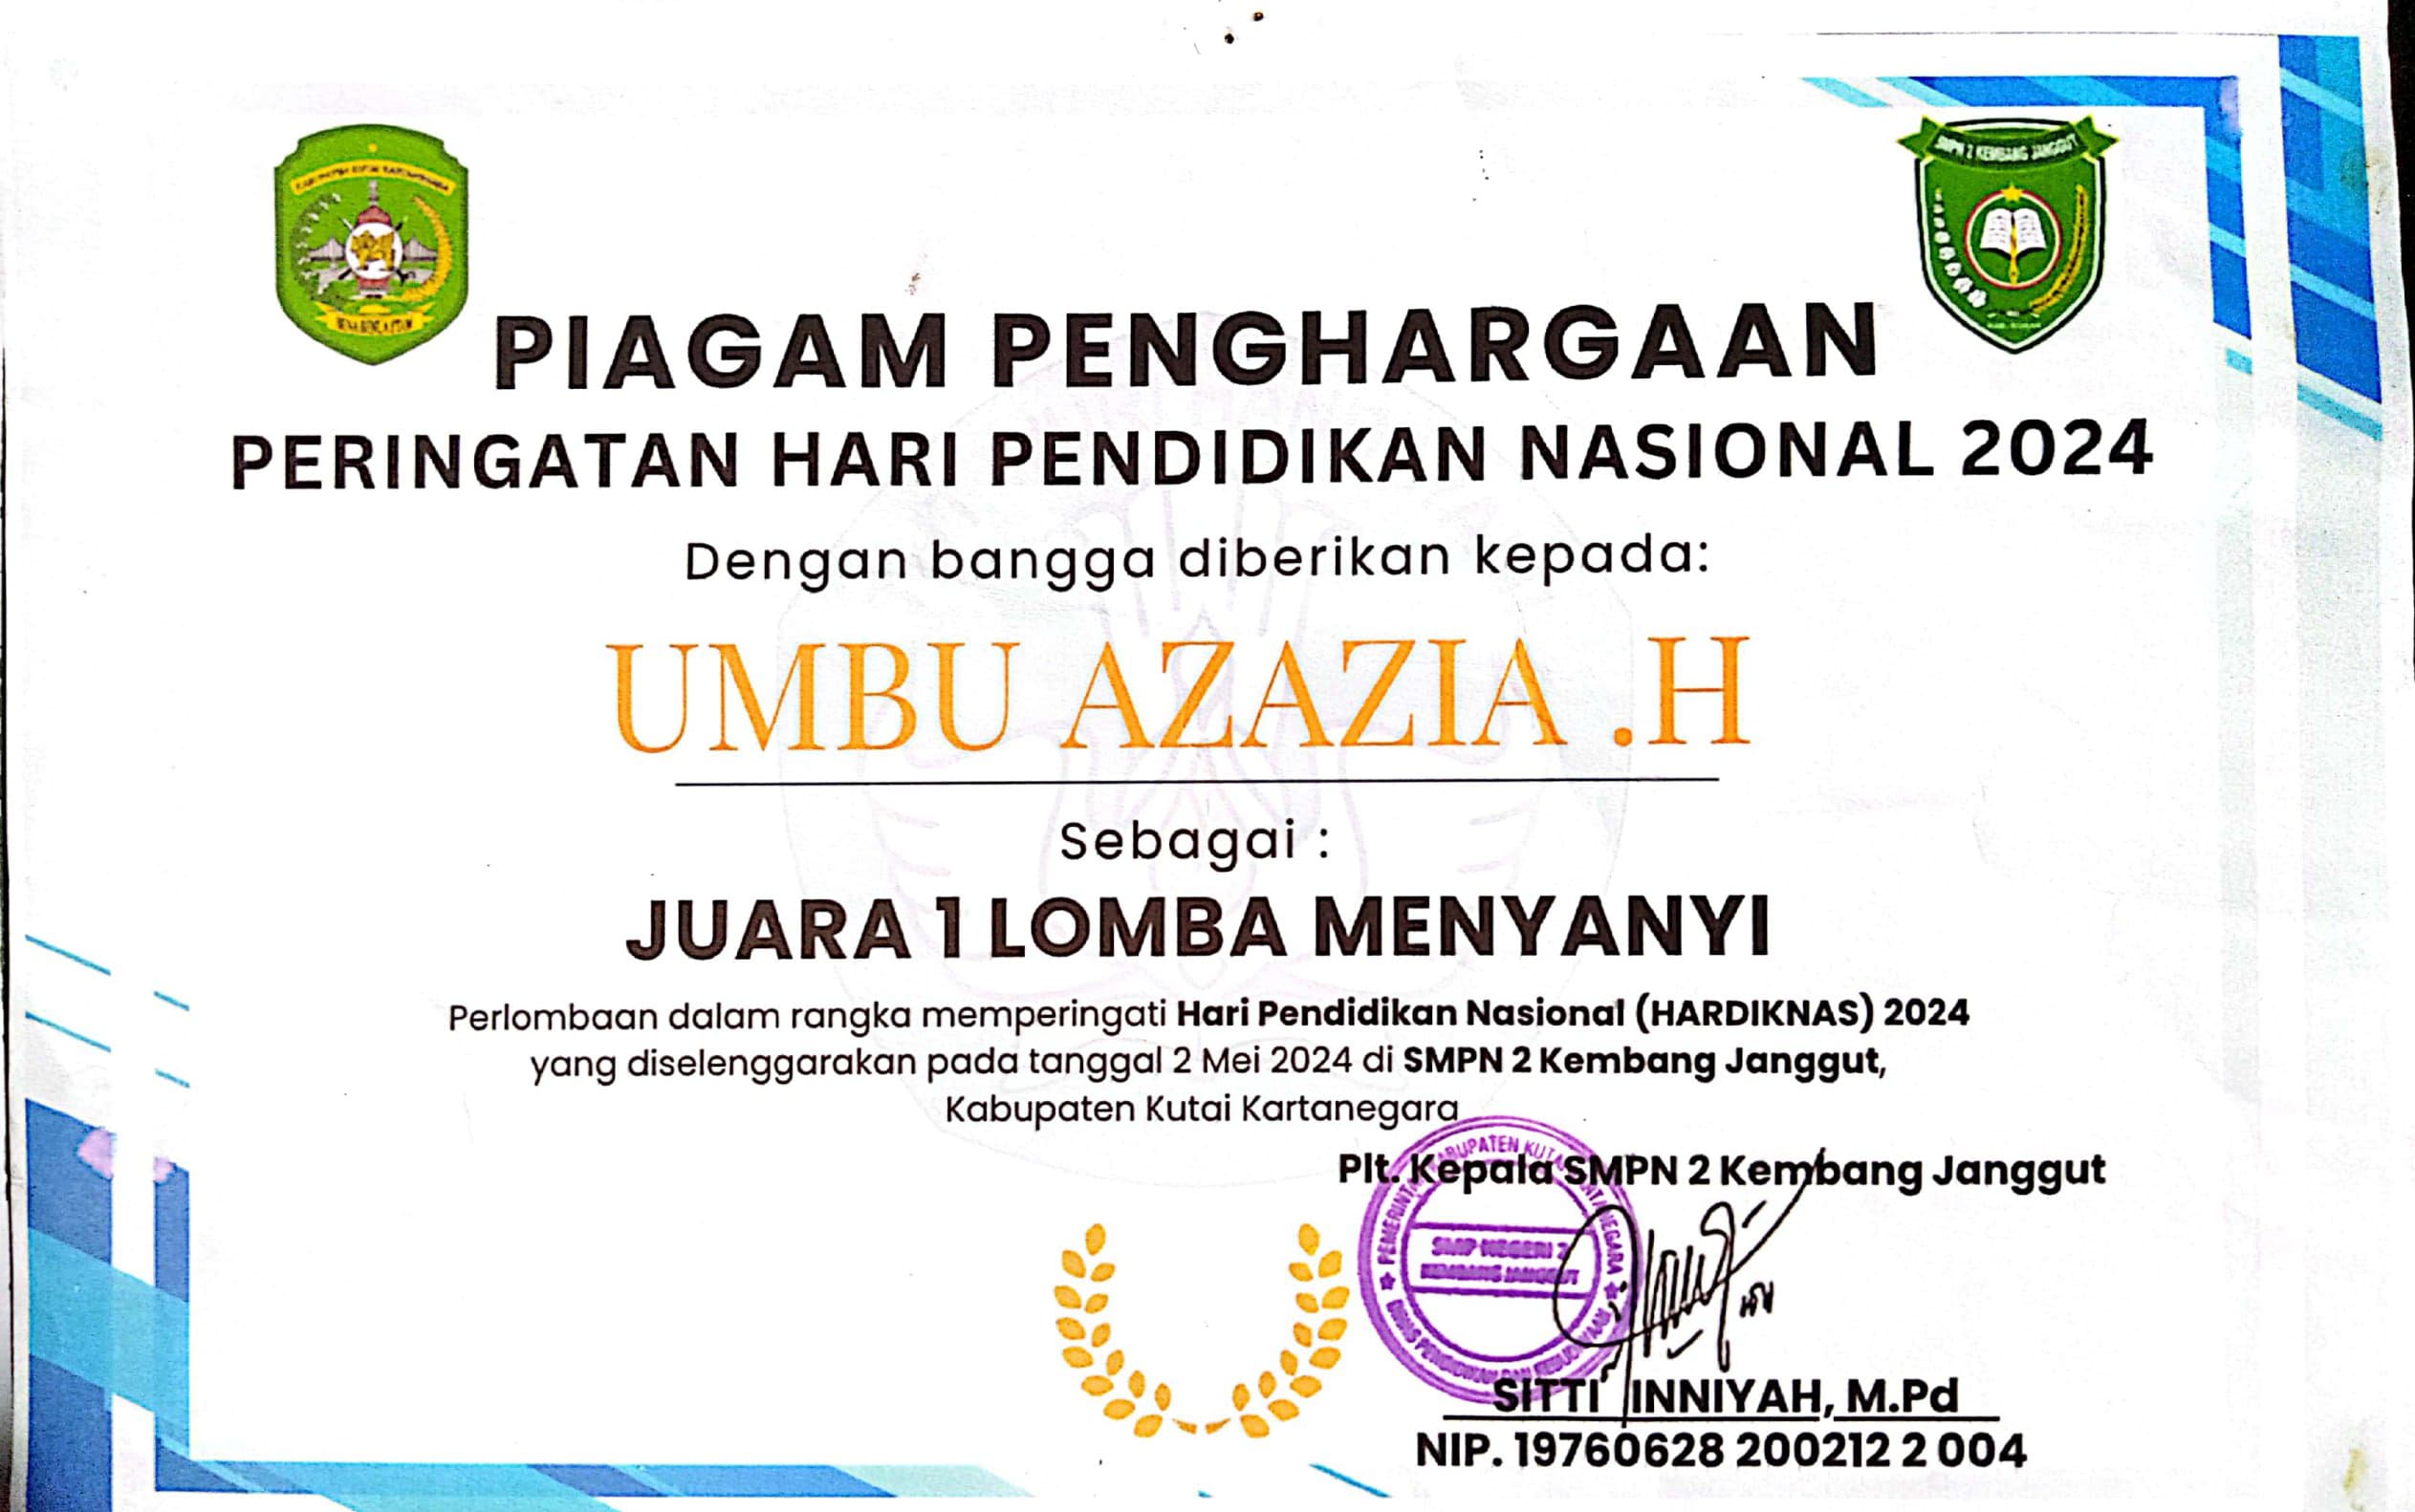 KABUPATEN KUTAI KARTANEGARA
SMPN 2 KEMBANG JANGGUT
PIAGAM PENGHARGAAN
PERINGATAN HARI PENDIDIKAN NASIONAL 2024
Dengan bangga diberikan kepada:
UMBU AZAZIA .H
Sebagai :
JUARA 1 LOMBA MENYANYI
Perlombaan dalam rangka memperingati Hari Pendidikan Nasional (HARDIKNAS) 2024
yang diselenggarakan pada tanggal 2 Mei 2024 di SMPN 2 Kembang Janggut,
Kabupaten Kutai Kartanegara
Plt. Kepala SMPN 2 Kembang Janggut
PEMERINTAH KABUPATEN KUTAI KARTANEGARA
SMP NEGERI 2
KEMBANG JANGGUT
DINAS PENDIDIKAN DAN KEBUDAYAAN
SITTI INNIYAH, M.Pd
NIP. 19760628 200212 2 004